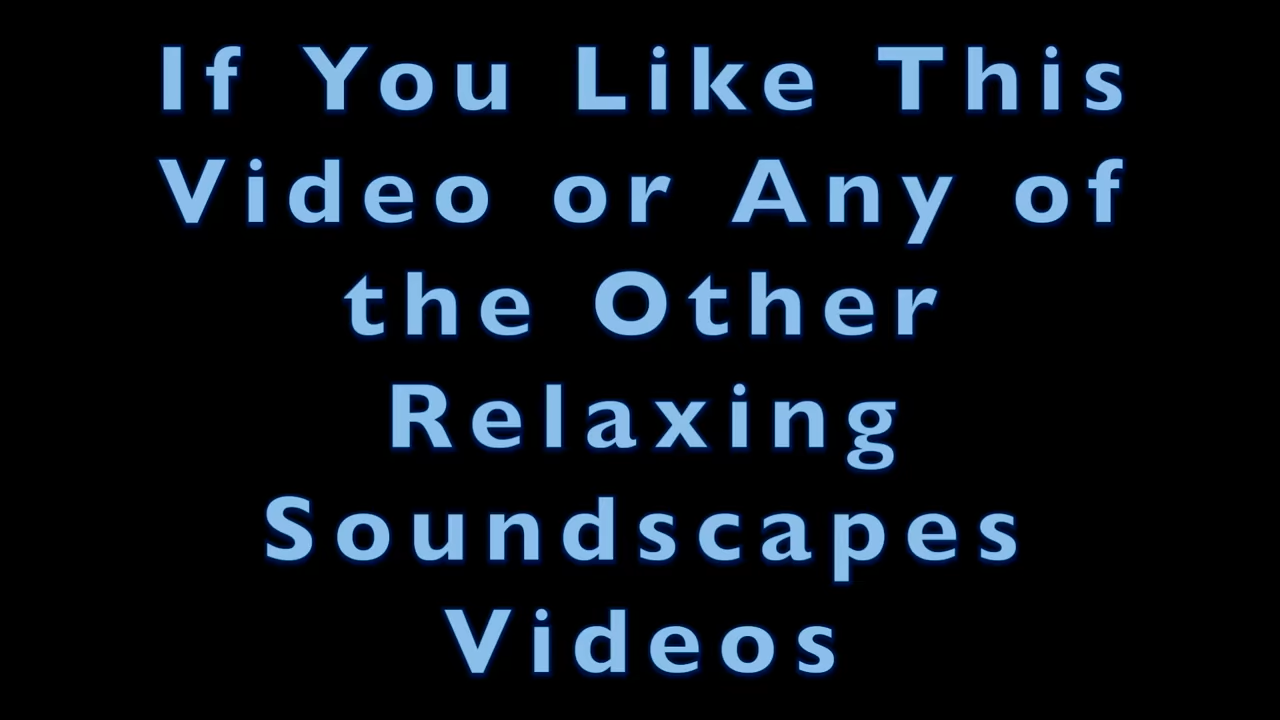 If You Like This
Video or Any of
the Other
Relaxing
Soundscapes
Videos